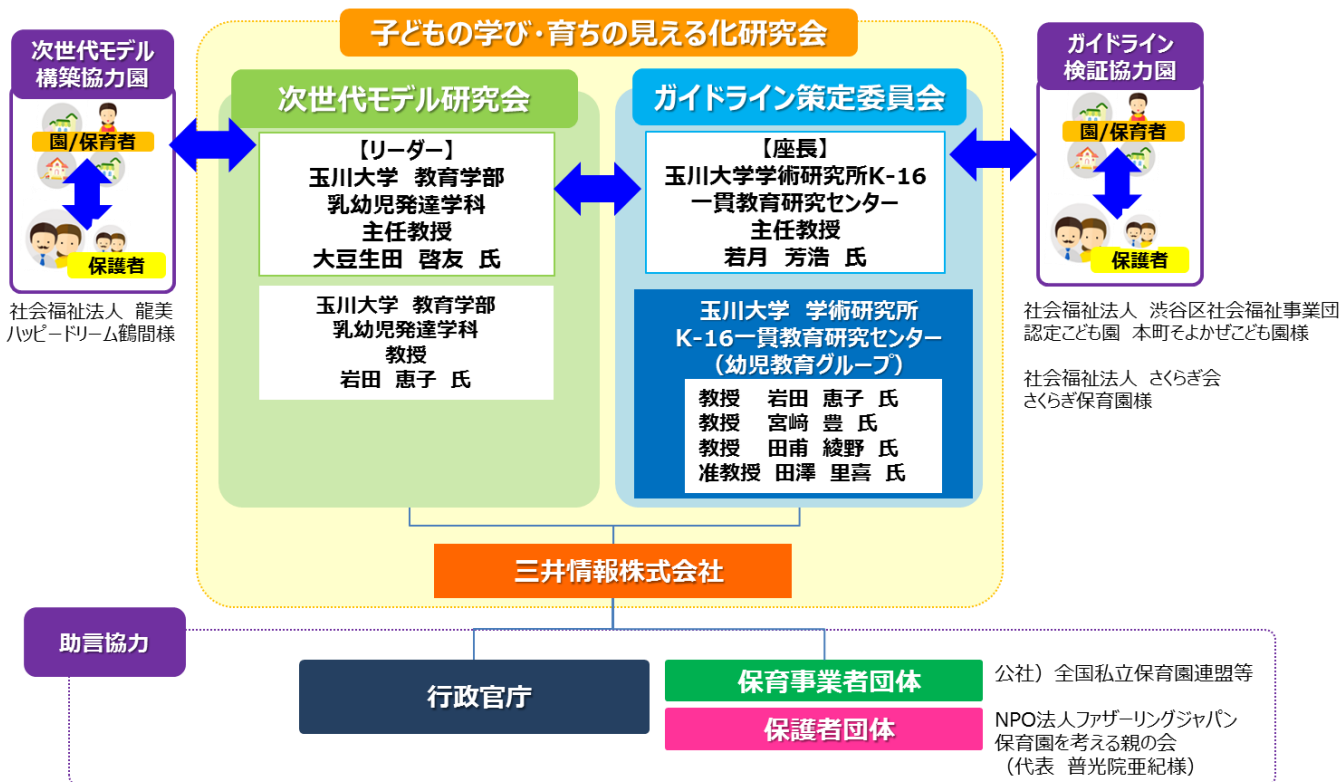 子どもの学び・育ちの見える化研究会
次世代モデル
構築協力園
園/保育者
保護者
社会福祉法人 龍美
ハッピードリーム鶴間様
次世代モデル研究会
【リーダー】
玉川大学 教育学部
乳幼児発達学科
主任教授
大豆生田 啓友 氏
玉川大学 教育学部
乳幼児発達学科
教授
岩田 恵子 氏
ガイドライン策定委員会
【座長】
玉川大学学術研究所K-16
一貫教育研究センター
主任教授
若月 芳浩 氏
玉川大学 学術研究所
K-16一貫教育研究センター
（幼児教育グループ）
教授 岩田 恵子 氏
教授 宮﨑 豊 氏
教授 田甫 綾野 氏
准教授 田澤 里喜 氏
ガイドライン
検証協力園
園/保育者
保護者
社会福祉法人 渋谷区社会福祉事業団
認定こども園 本町そよかぜこども園様
社会福祉法人 さくらぎ会
さくらぎ保育園様
三井情報株式会社
助言協力
行政官庁
保育事業者団体
公社）全国私立保育園連盟等
保護者団体
NPO法人ファザーリングジャパン
保育園を考える親の会
（代表 普光院亜紀様）